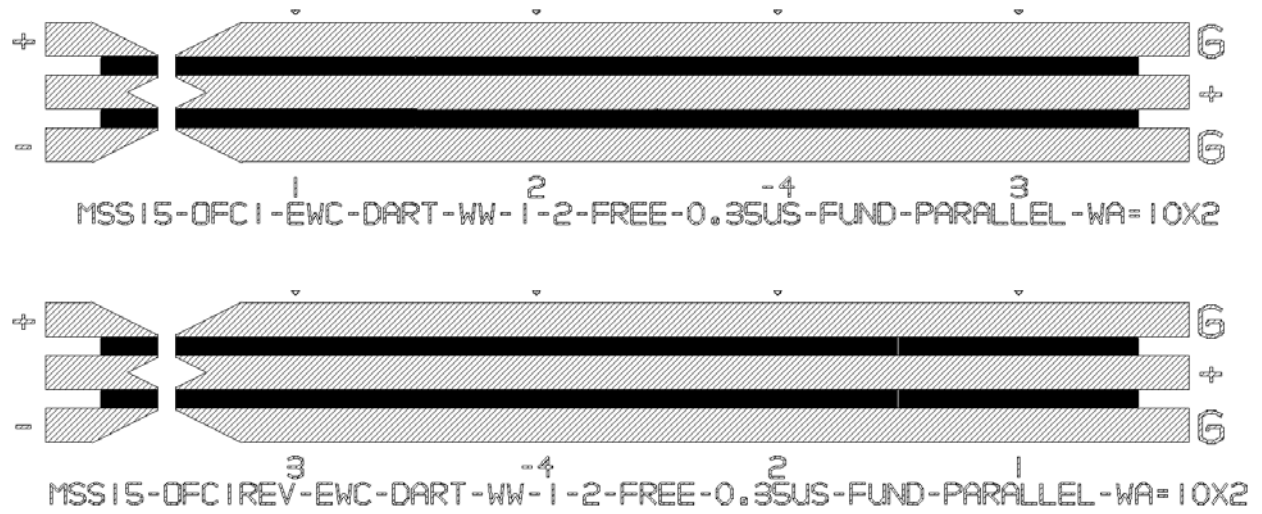 + G
+
- G
1 2 -4 3
MSS15-OFC1-EWC-DART-WW-1-2-FREE-0.35US-FUND-PARALLEL-WA=10X2
+ G
+
- G
3 -4 2 1
MSS15-OFC1REV-EWC-DART-WW-1-2-FREE-0.35US-FUND-PARALLEL-WA=10X2